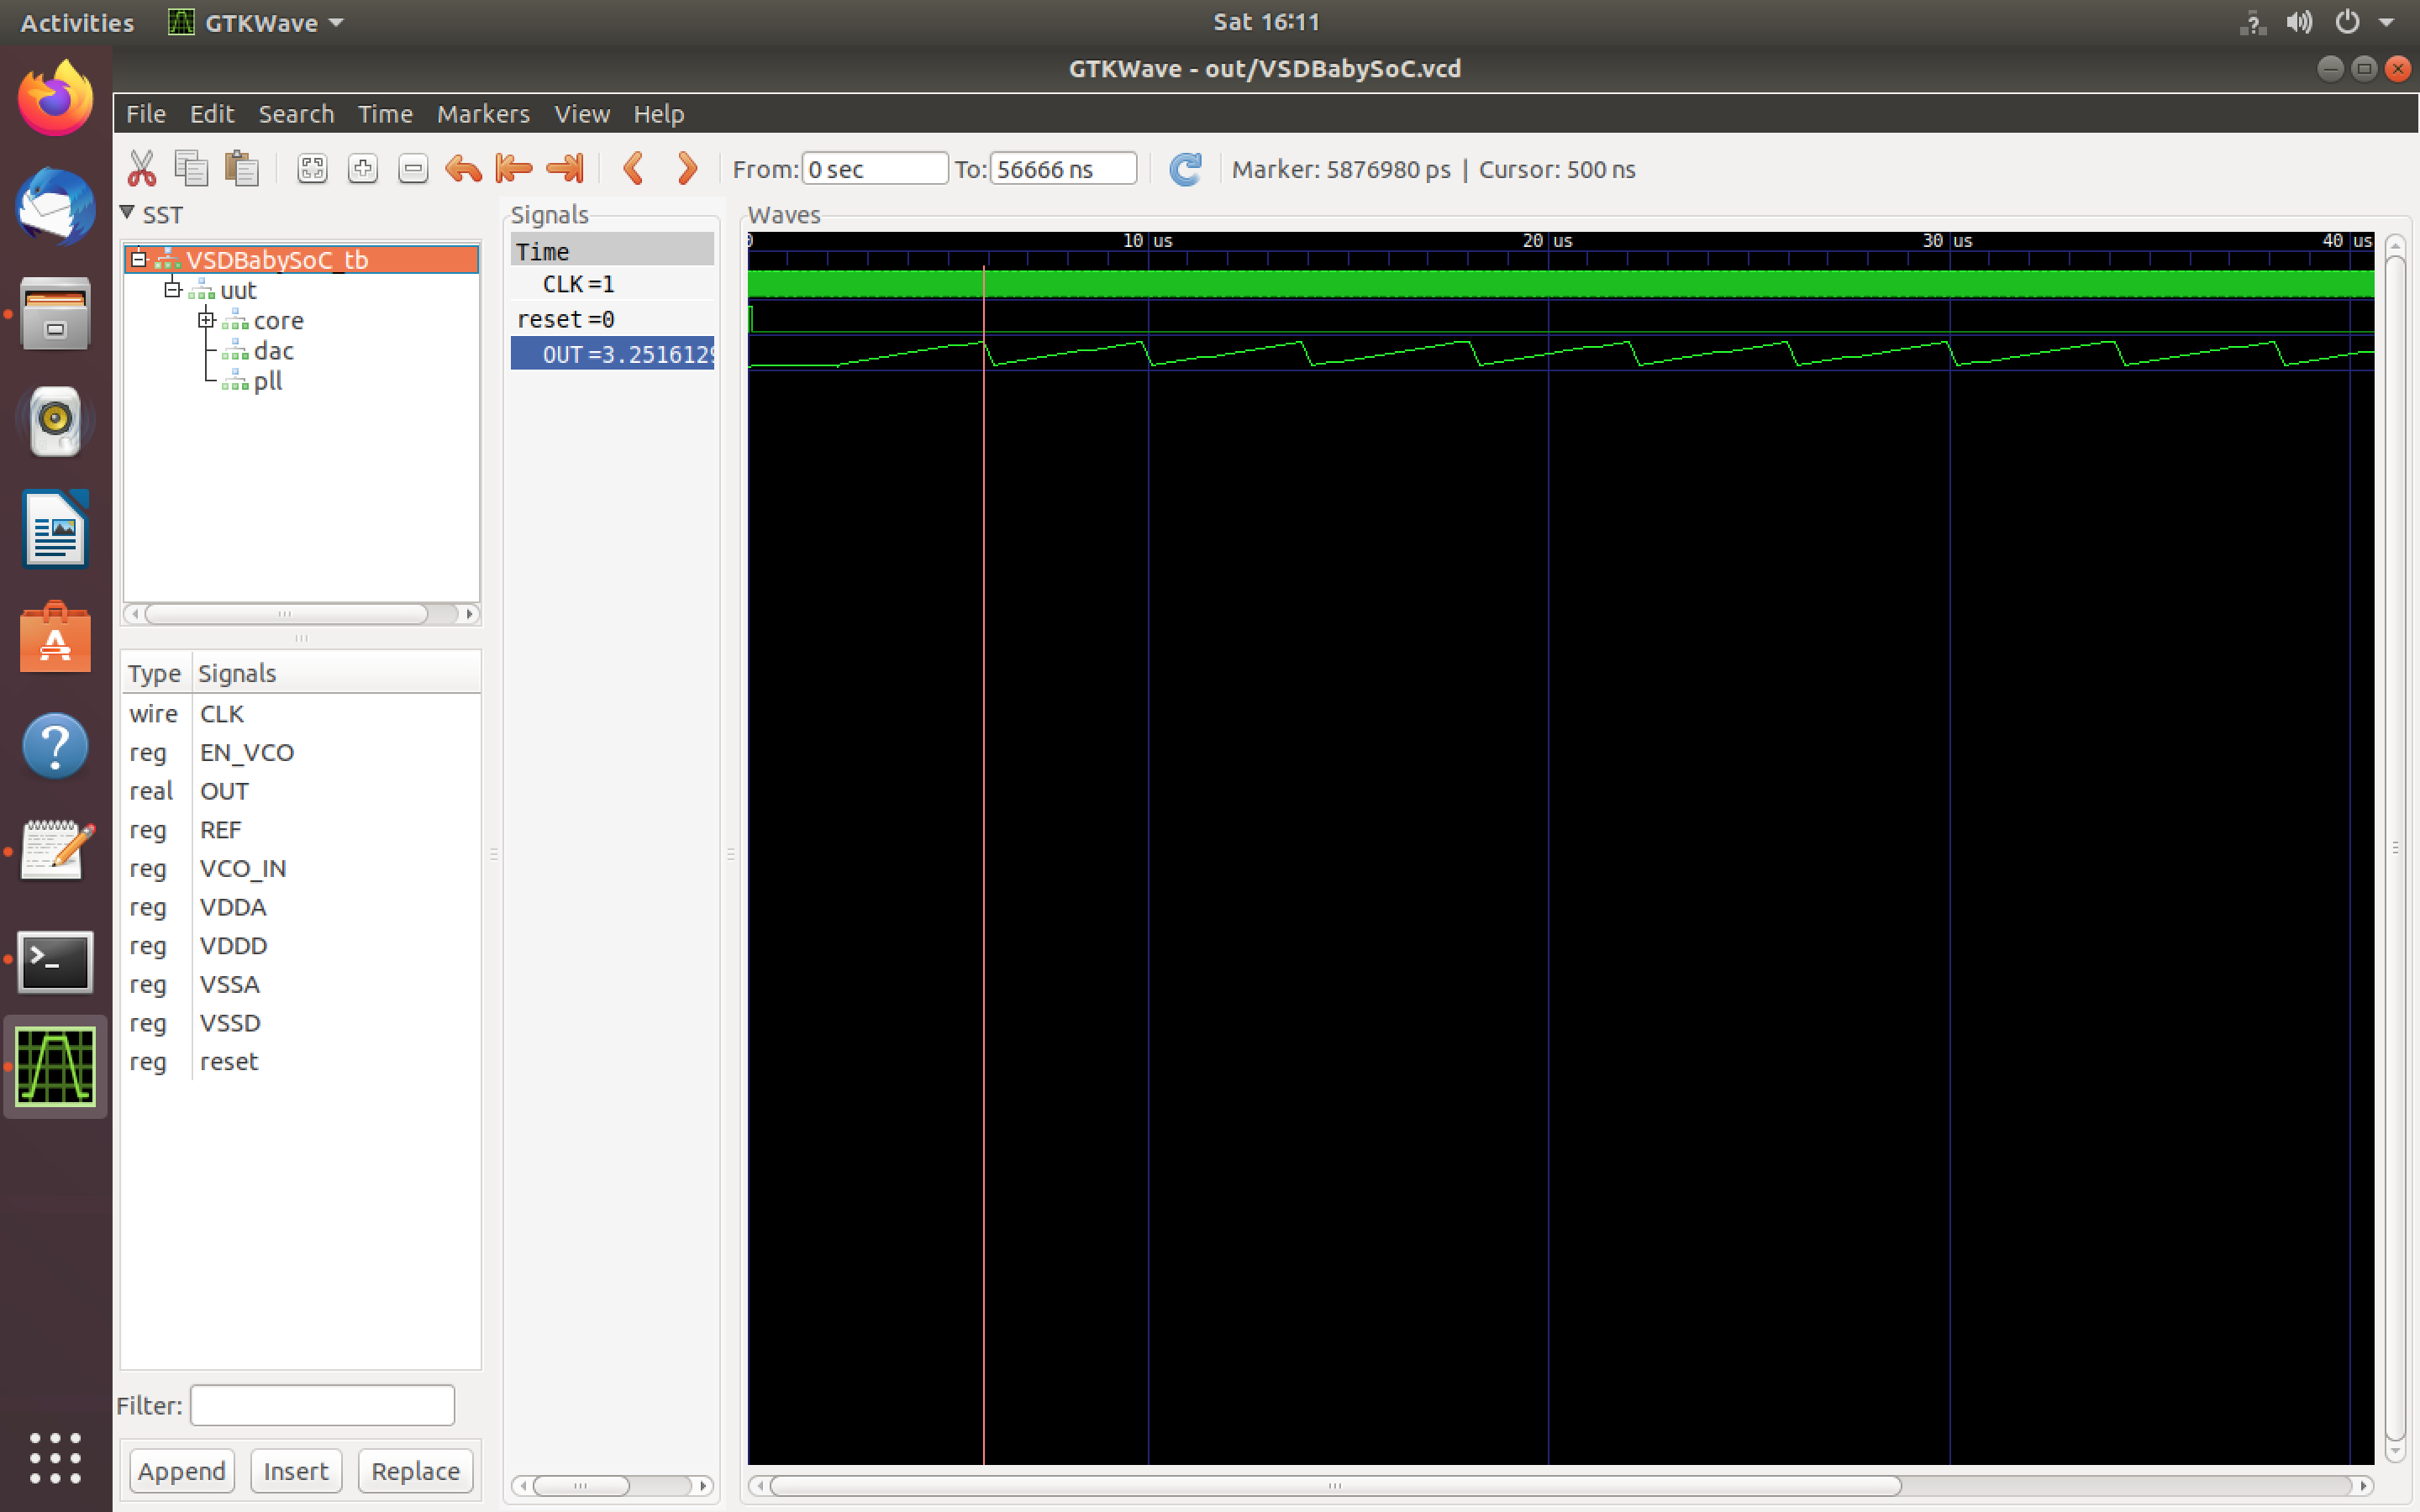 Activities GTKWave Sat 16:11
GTKWave - out/VSDBabySoC.vcd
File Edit Search Time Markers View Help
From: 0 sec To: 56666 ns Marker: 5876980 ps | Cursor: 500 ns
SST
VSDBabySoC_tb
uut
core
dac
pll
Type Signals
wire CLK
reg EN_VCO
real OUT
reg REF
reg VCO_IN
reg VDDA
reg VDDD
reg VSSA
reg VSSD
reg reset
Filter:
Append Insert Replace
Signals
Time
CLK=1
reset=0
OUT=3.2516129
Waves
0 10 us 20 us 30 us 40 us